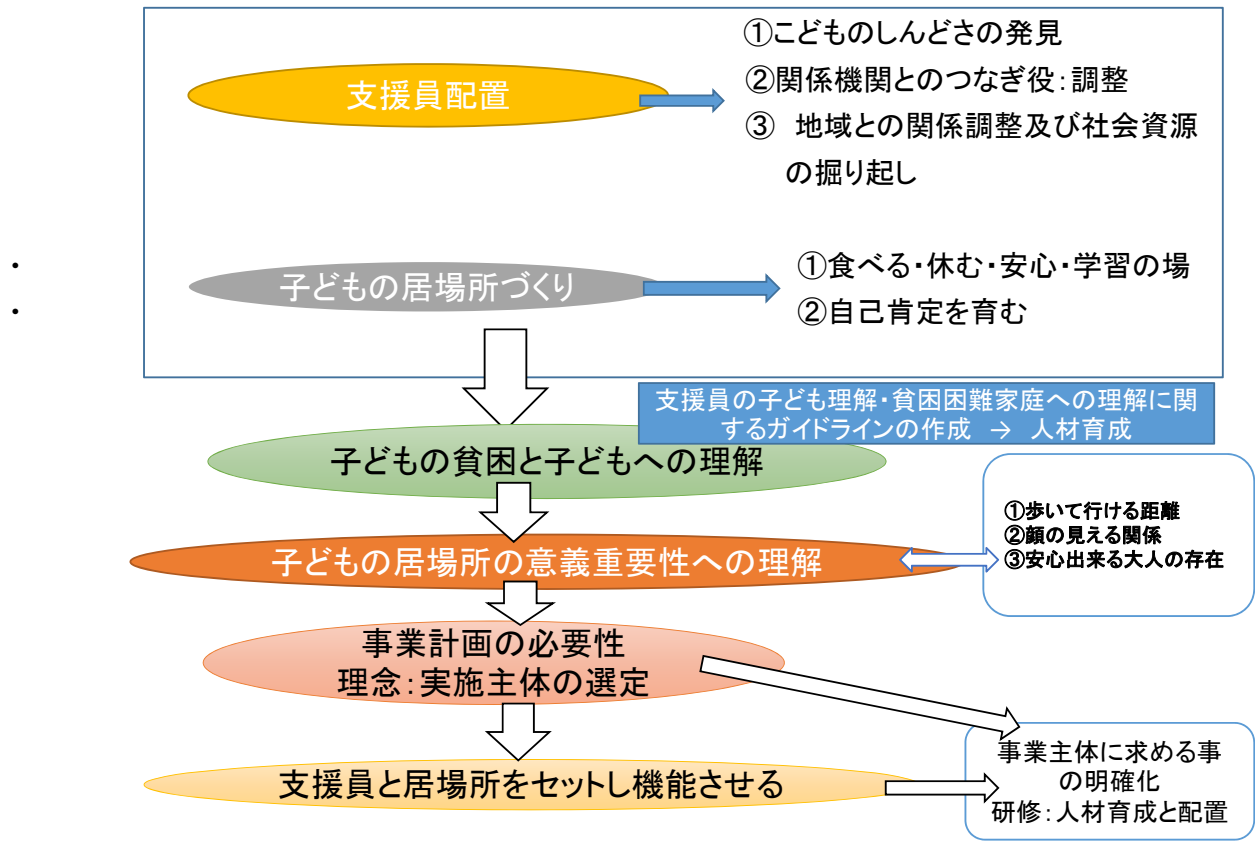 支援員配置
①こどものしんどさの発見
②関係機関とのつなぎ役：調整
③　地域との関係調整及び社会資源
の掘り起し
・
・
子どもの居場所づくり
①食べる・休む・安心・学習の場
②自己肯定を育む
支援員の子ども理解・貧困困難家庭への理解に関
するガイドラインの作成　→　人材育成
子どもの貧困と子どもへの理解
子どもの居場所の意義重要性への理解
①歩いて行ける距離
②顔の見える関係
③安心出来る大人の存在
事業計画の必要性
理念：実施主体の選定
支援員と居場所をセットし機能させる
事業主体に求める事
の明確化
研修：人材育成と配置